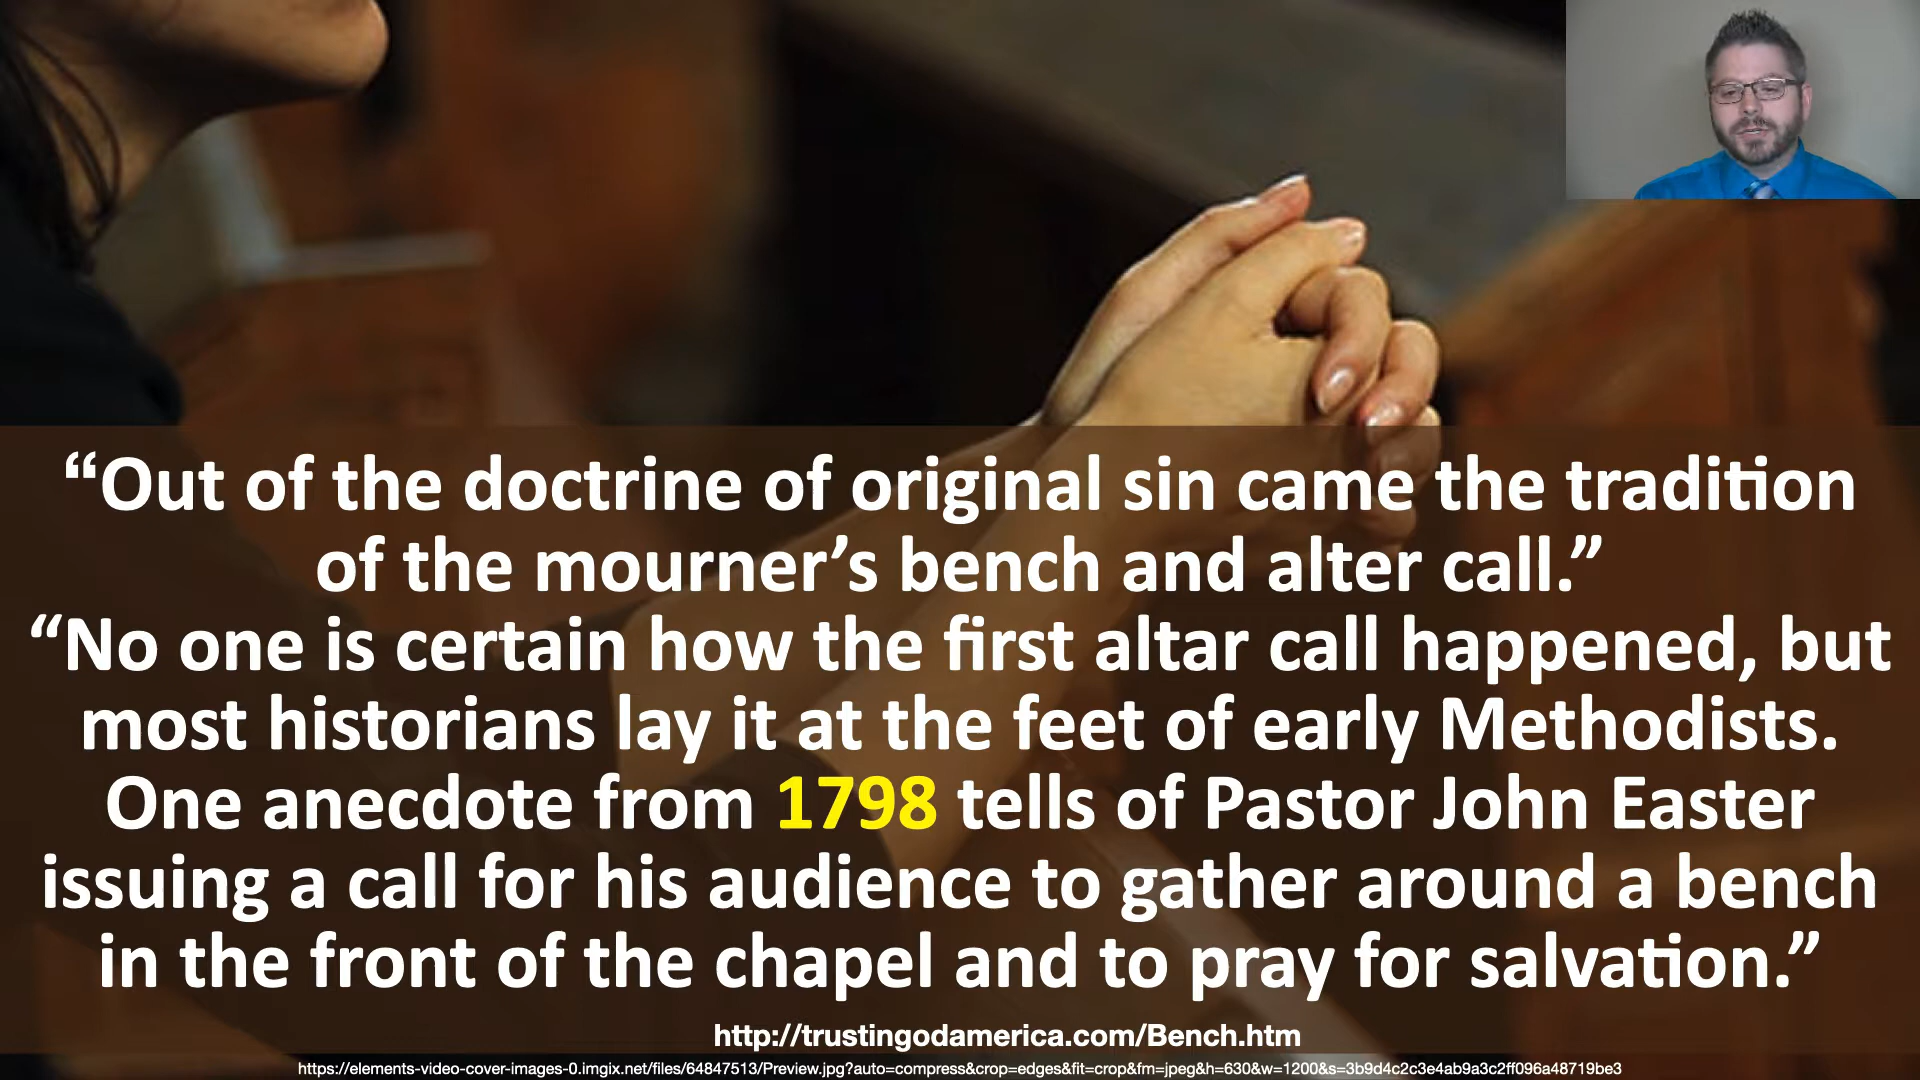 “Out of the doctrine of original sin came the tradition
of the mourner’s bench and alter call.”
“No one is certain how the first altar call happened, but
most historians lay it at the feet of early Methodists.
One anecdote from 1798 tells of Pastor John Easter
issuing a call for his audience to gather around a bench
in the front of the chapel and to pray for salvation.”
http://trustingodamerica.com/Bench.htm
https://elements-video-cover-images-0.imgix.net/files/64847513/Preview.jpg?auto=compress&crop=edges&fit=crop&fm=jpeg&h=630&w=1200&s=3b9d4c2c3e4ab9a3c2ff096a48719be3